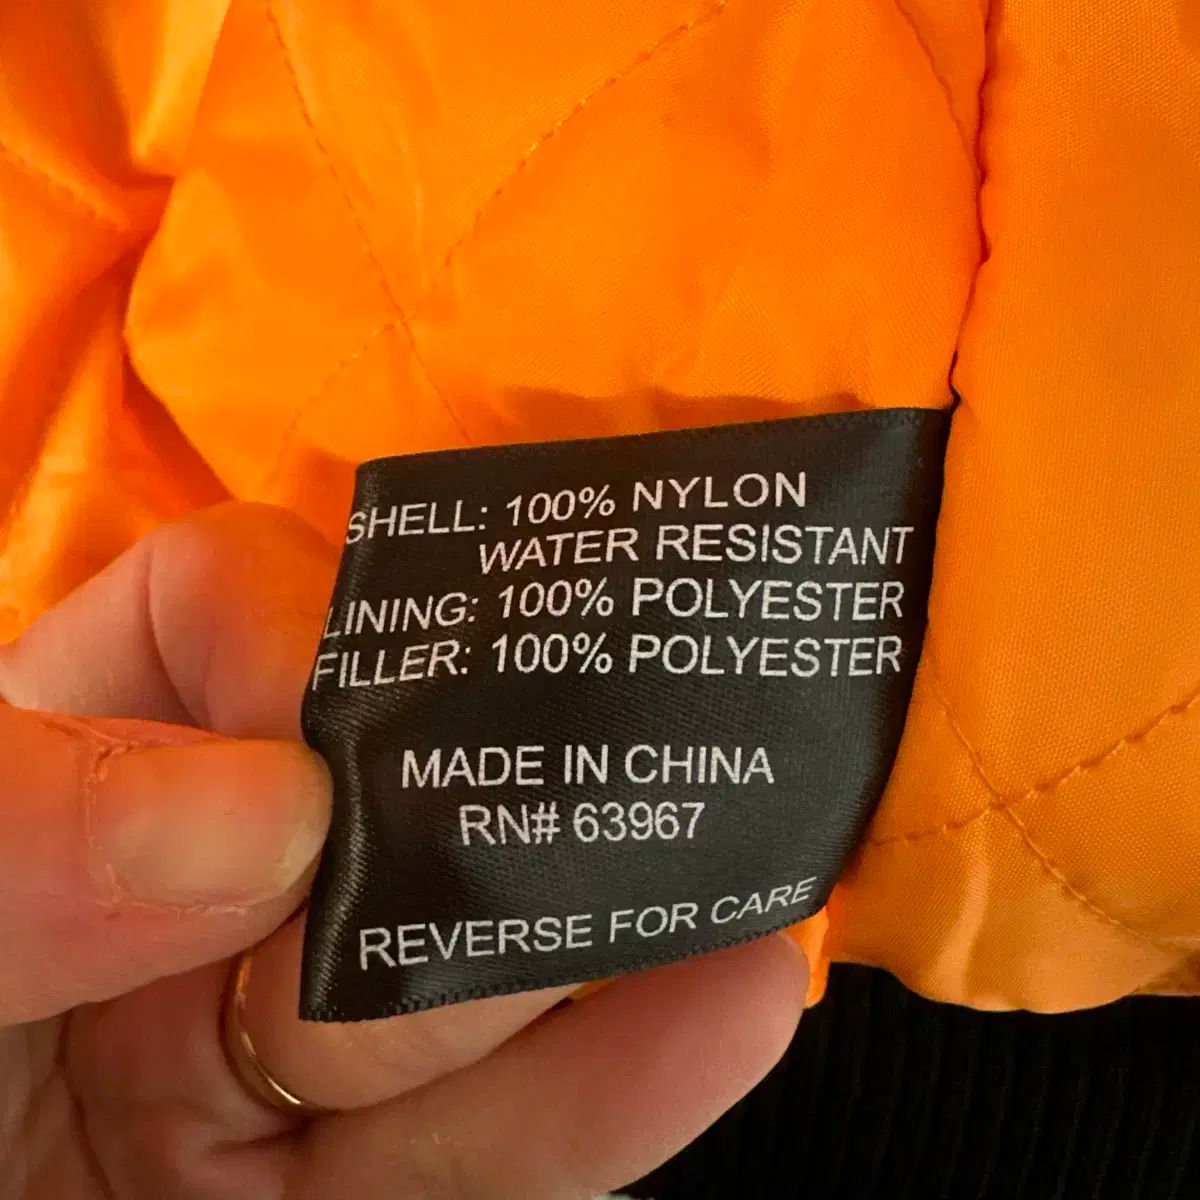 SHELL: 100% NYLON
WATER RESISTANT
LINING: 100% POLYESTER
FILLER: 100% POLYESTER
MADE IN CHINA
RN# 63967
REVERSE FOR CARE